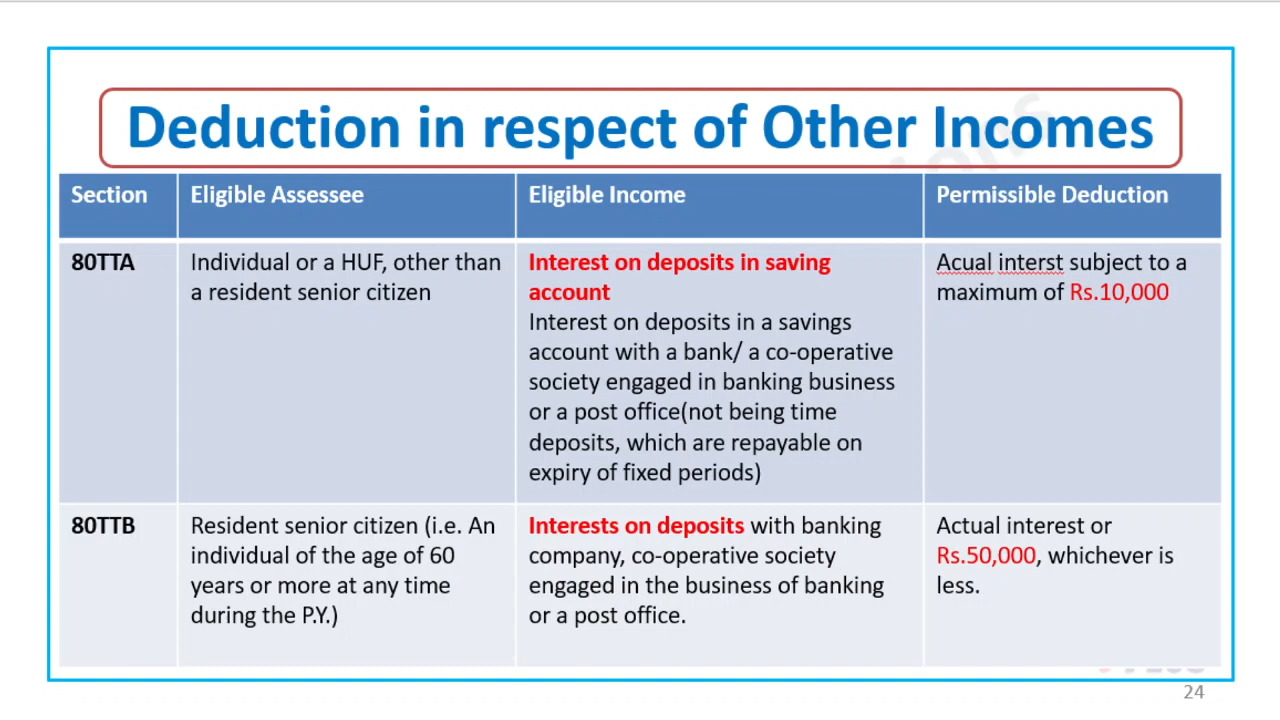 Deduction in respect of Other Incomes
Section
Eligible Assessee
Eligible Income
Permissible Deduction
80TTA
Individual or a HUF, other than
a resident senior citizen
Interest on deposits in saving
account
Interest on deposits in a savings
account with a bank/ a co-operative
society engaged in banking business
or a post office(not being time
deposits, which are repayable on
expiry of fixed periods)
Acual interst subject to a
maximum of Rs.10,000
80TTB
Resident senior citizen (i.e. An
individual of the age of 60
years or more at any time
during the P.Y.)
Interests on deposits with banking
company, co-operative society
engaged in the business of banking
or a post office.
Actual interest or
Rs.50,000, whichever is
less.
24